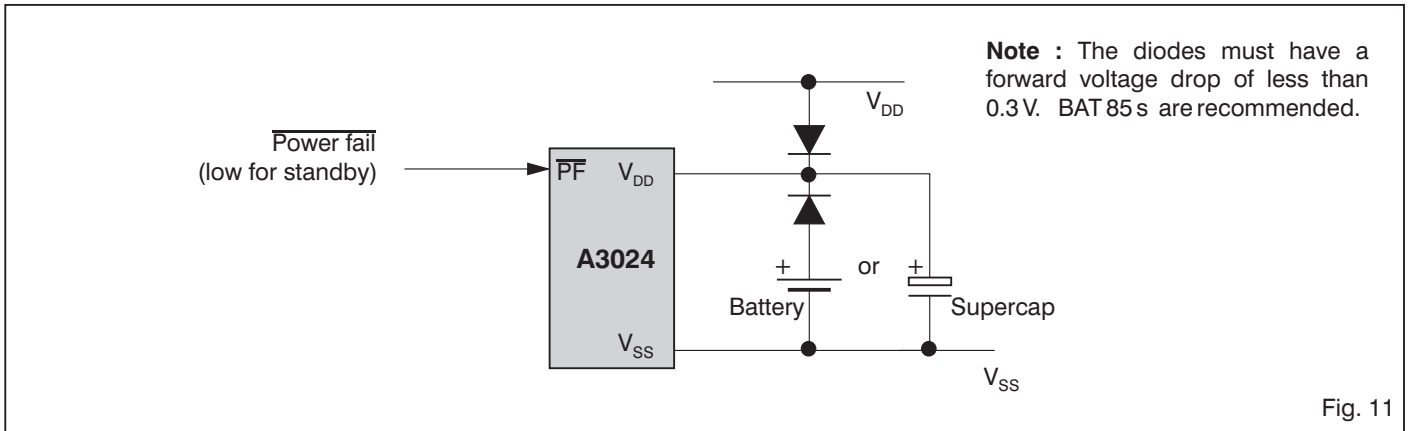 Note : The diodes must have a
forward voltage drop of less than
0.3 V. BAT 85 s are recommended.
V_DD
Power fail
(low for standby)
PF V_DD
A3024
+ or +
Battery Supercap
V_SS
V_SS
Fig. 11